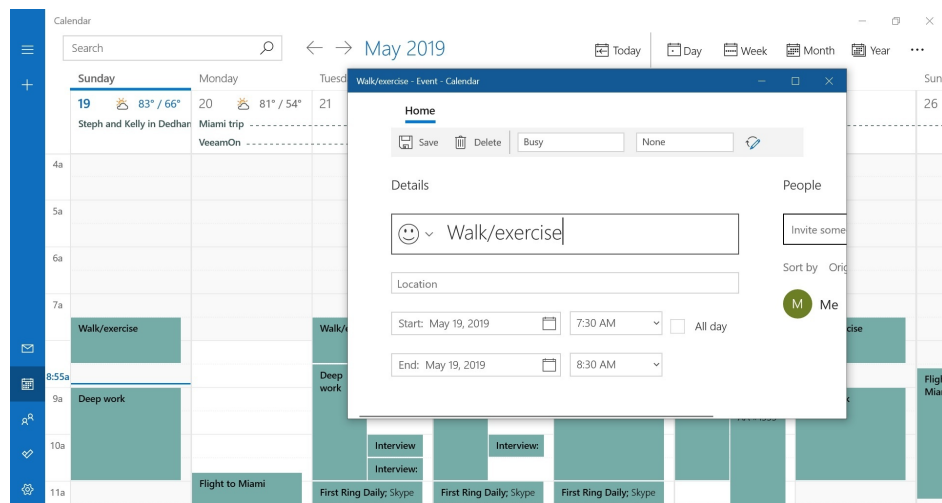 Calendar
Search
May 2019
Today
Day
Week
Month
Year
Sunday
Monday
Tuesd
Sun
19 83° / 66°
20 81° / 54°
21
26
Steph and Kelly in Dedhan
Miami trip
VeeamOn
4a
5a
6a
7a
8:55a
9a
10a
11a
Walk/exercise
Deep work
Flight to Miami
Walk/e
Deep
work
Interview
Interview:
Interview:
First Ring Daily; Skype
First Ring Daily; Skype
First Ring Daily; Skype
cise
k
Fligl
Mia
Walk/exercise - Event - Calendar
Home
Save
Delete
Busy
None
Details
People
Walk/exercise
Invite some
Location
Sort by Orig
M Me
Start: May 19, 2019
7:30 AM
All day
End: May 19, 2019
8:30 AM